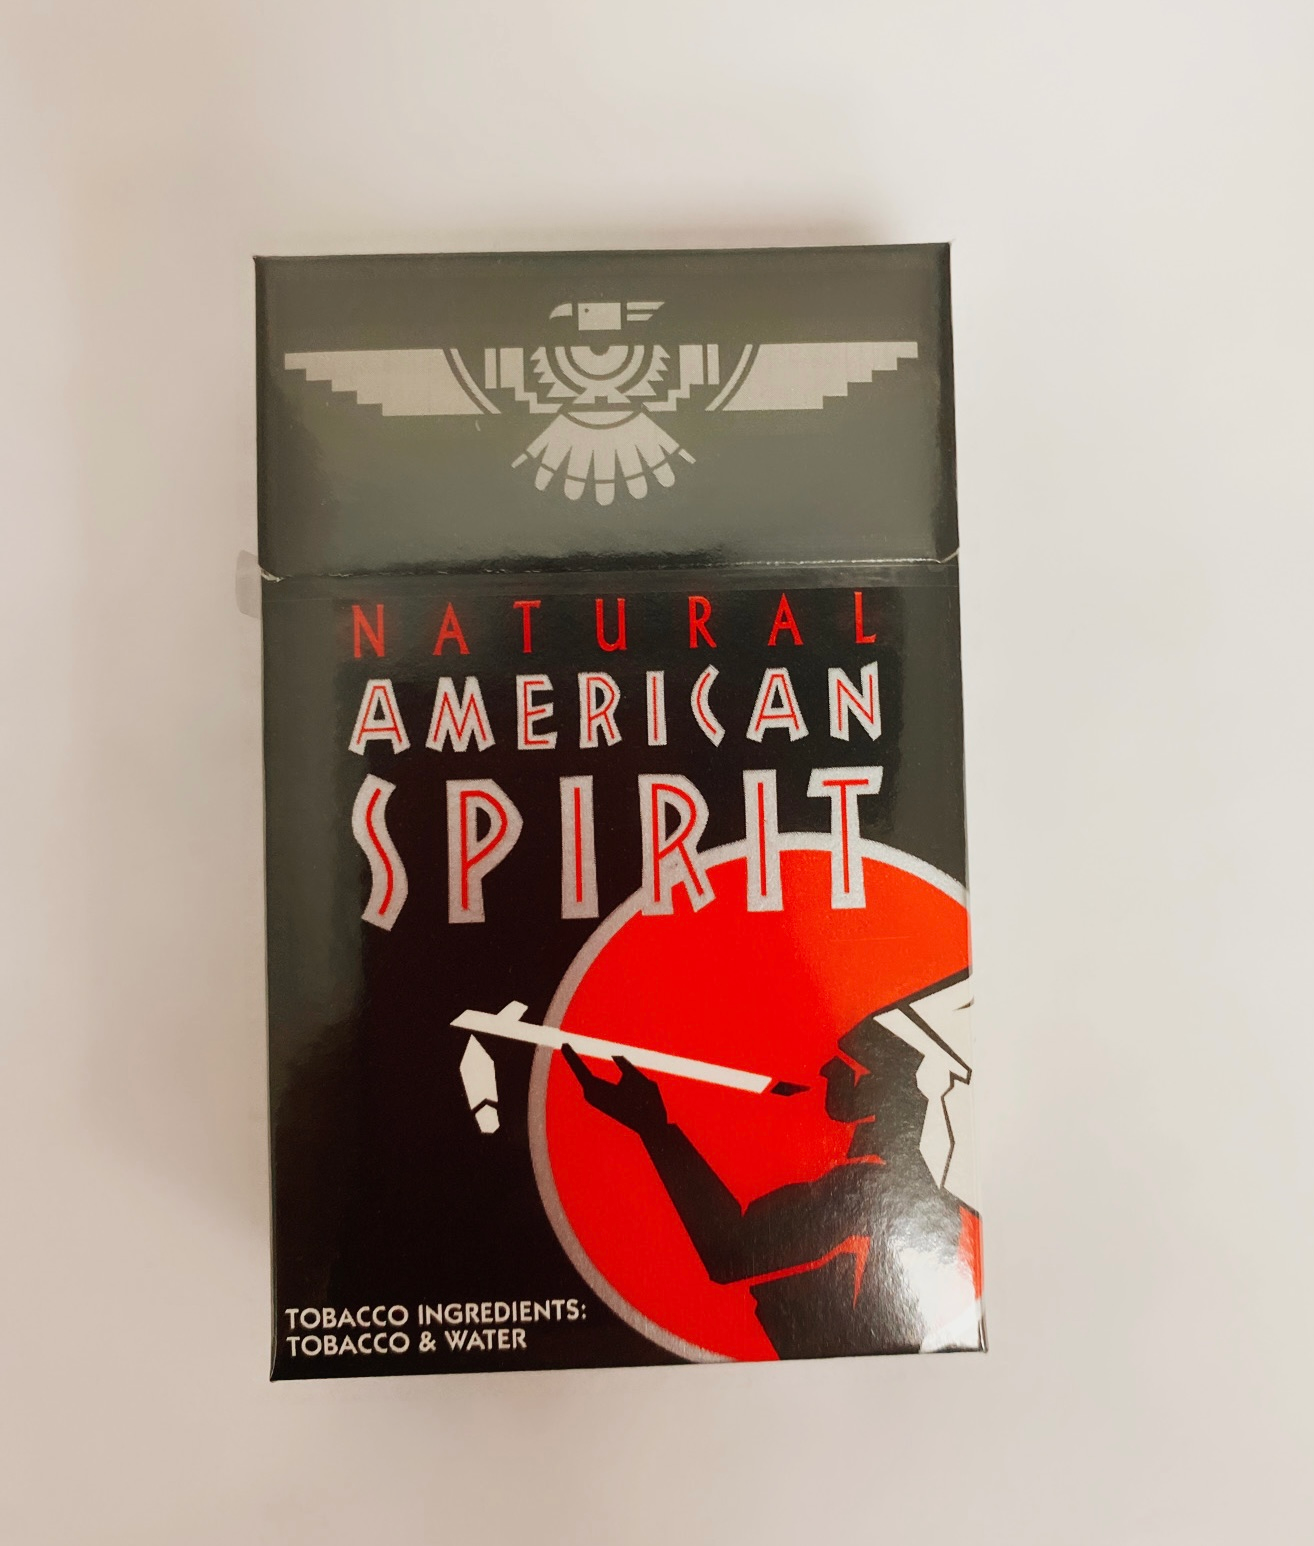 NATURAL
AMERICAN
SPIRIT
TOBACCO INGREDIENTS:
TOBACCO & WATER